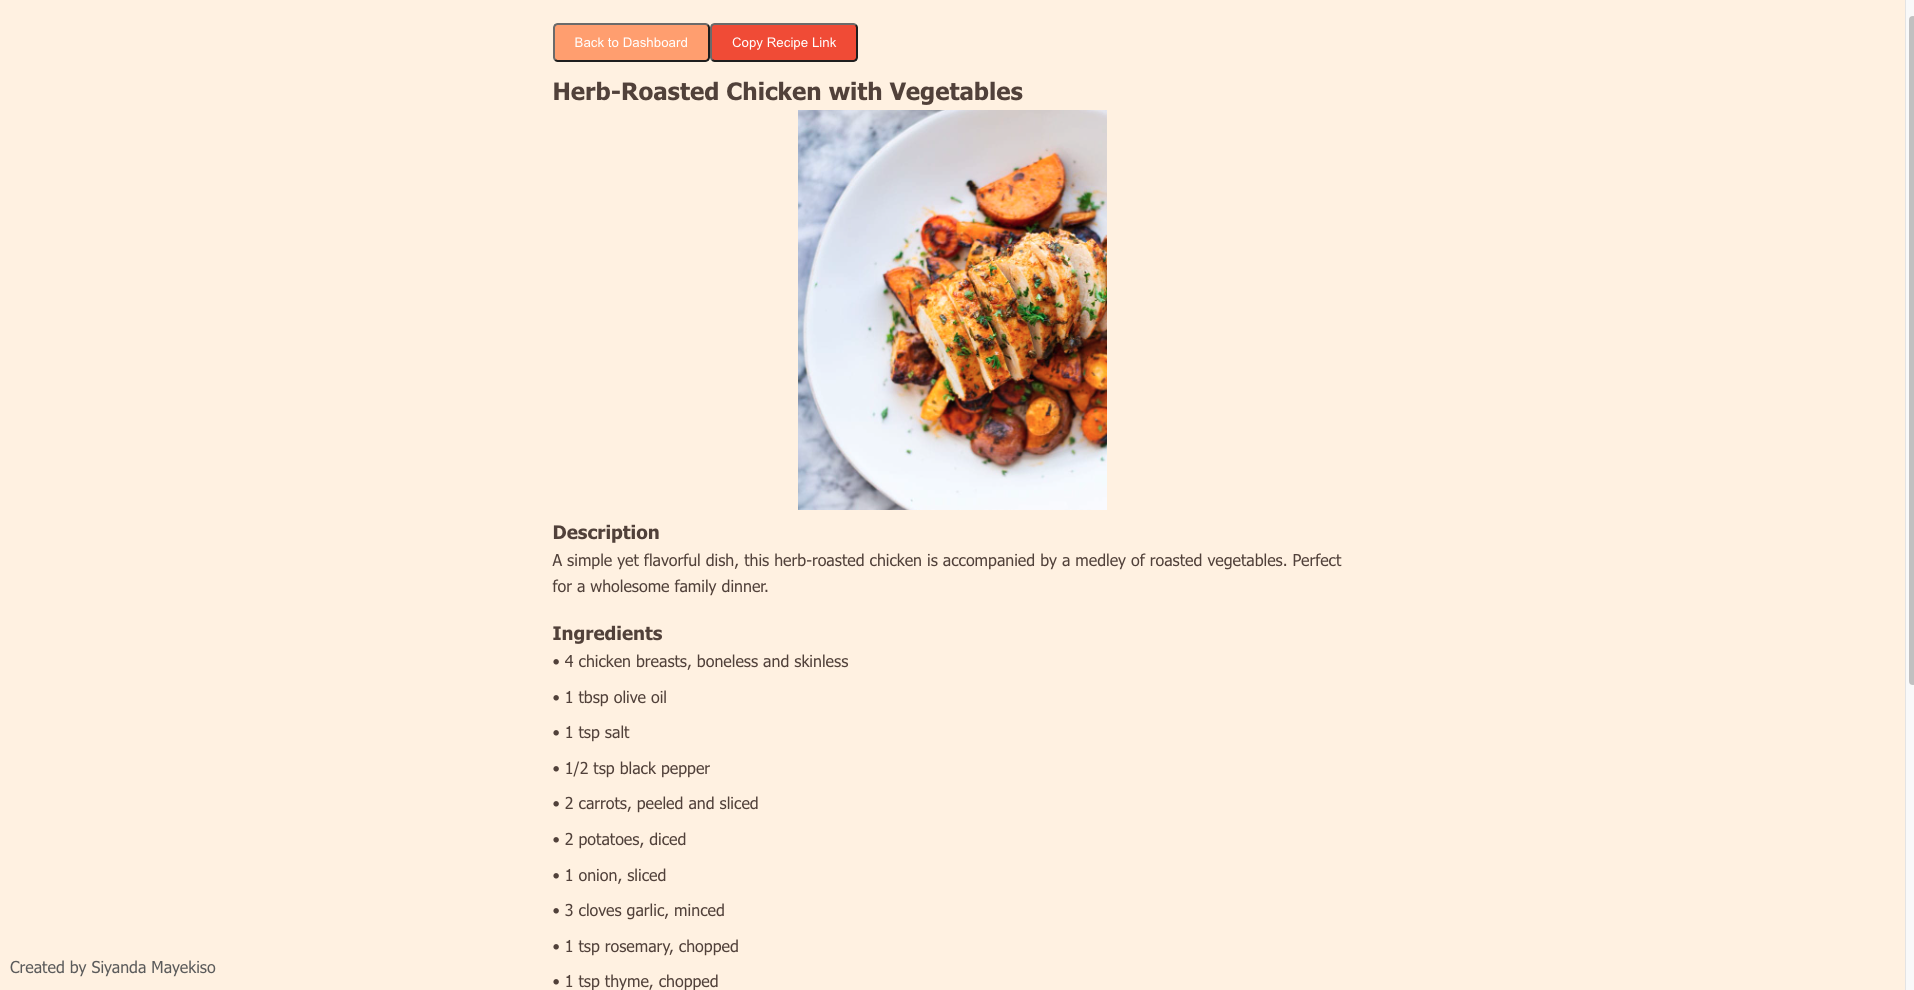 Back to Dashboard
Copy Recipe Link
Herb-Roasted Chicken with Vegetables
Description
A simple yet flavorful dish, this herb-roasted chicken is accompanied by a medley of roasted vegetables. Perfect
for a wholesome family dinner.
Ingredients
• 4 chicken breasts, boneless and skinless
• 1 tbsp olive oil
• 1 tsp salt
• 1/2 tsp black pepper
• 2 carrots, peeled and sliced
• 2 potatoes, diced
• 1 onion, sliced
• 3 cloves garlic, minced
• 1 tsp rosemary, chopped
• 1 tsp thyme, chopped
Created by Siyanda Mayekiso